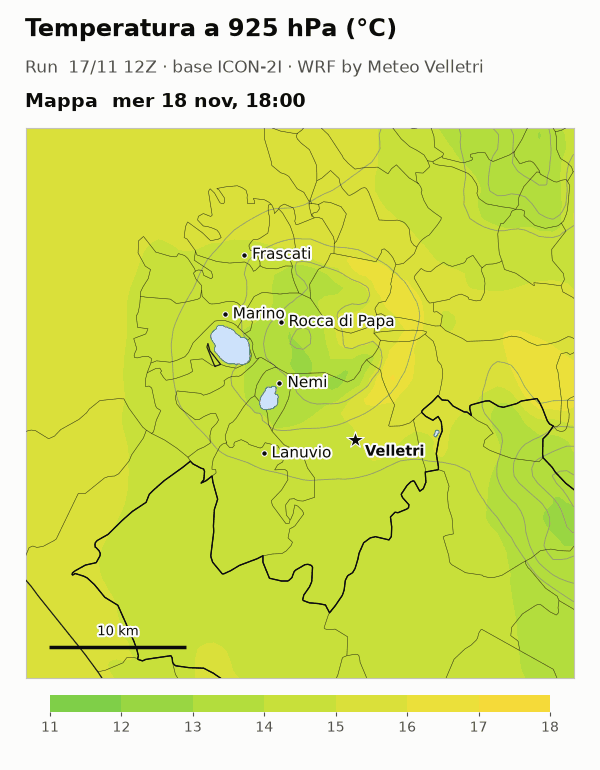 Temperatura a 925 hPa (°C)
Run  17/11 12Z · base ICON-2I · WRF by Meteo Velletri
Mappa  mer 18 nov, 18:00
Frascati
Marino
Rocca di Papa
Nemi
Velletri
Lanuvio
10 km
11 12 13 14 15 16 17 18